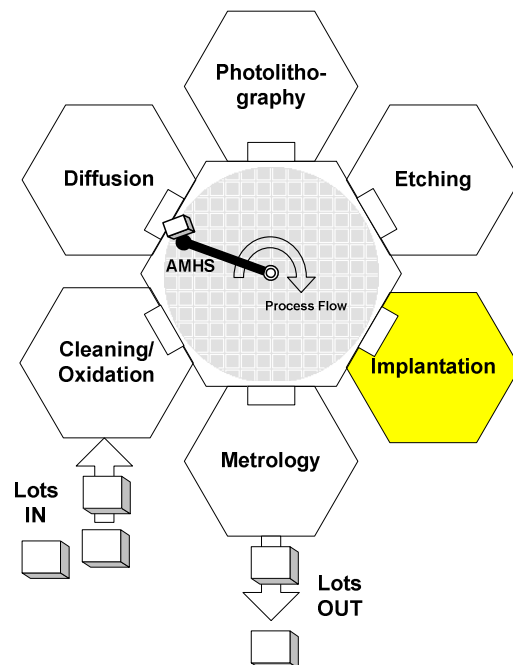 Photolitho-
graphy
Diffusion
Etching
AMHS
Process Flow
Cleaning/
Oxidation
Implantation
Metrology
Lots
IN
Lots
OUT